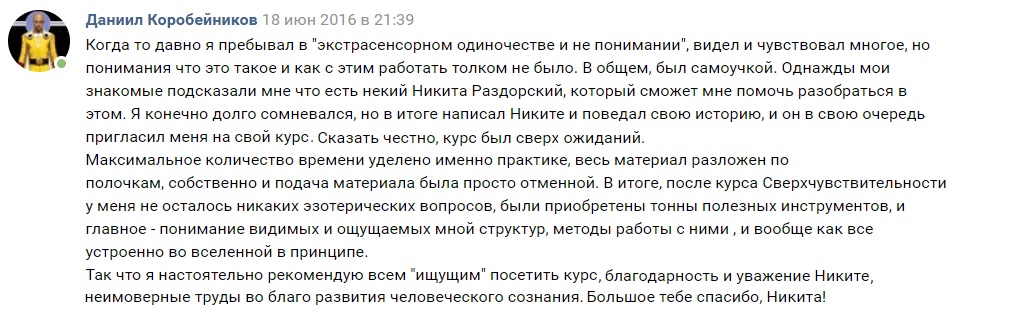 Даниил Коробейников 18 июн 2016 в 21:39
Когда то давно я пребывал в "экстрасенсорном одиночестве и не понимании", видел и чувствовал многое, но
понимания что это такое и как с этим работать толком не было. В общем, был самоучкой. Однажды мои
знакомые подсказали мне что есть некий Никита Раздорский, который сможет мне помочь разобраться в
этом. Я конечно долго сомневался, но в итоге написал Никите и поведал свою историю, и он в свою очередь
пригласил меня на свой курс. Сказать честно, курс был сверх ожиданий.
Максимальное количество времени уделено именно практике, весь материал разложен по
полочкам, собственно и подача материала была просто отменной. В итоге, после курса Сверхчувствительности
у меня не осталось никаких эзотерических вопросов, были приобретены тонны полезных инструментов, и
главное - понимание видимых и ощущаемых мной структур, методы работы с ними , и вообще как все
устроенно во вселенной в принципе.
Так что я настоятельно рекомендую всем "ищущим" посетить курс, благодарность и уважение Никите,
неимоверные труды во благо развития человеческого сознания. Большое тебе спасибо, Никита!